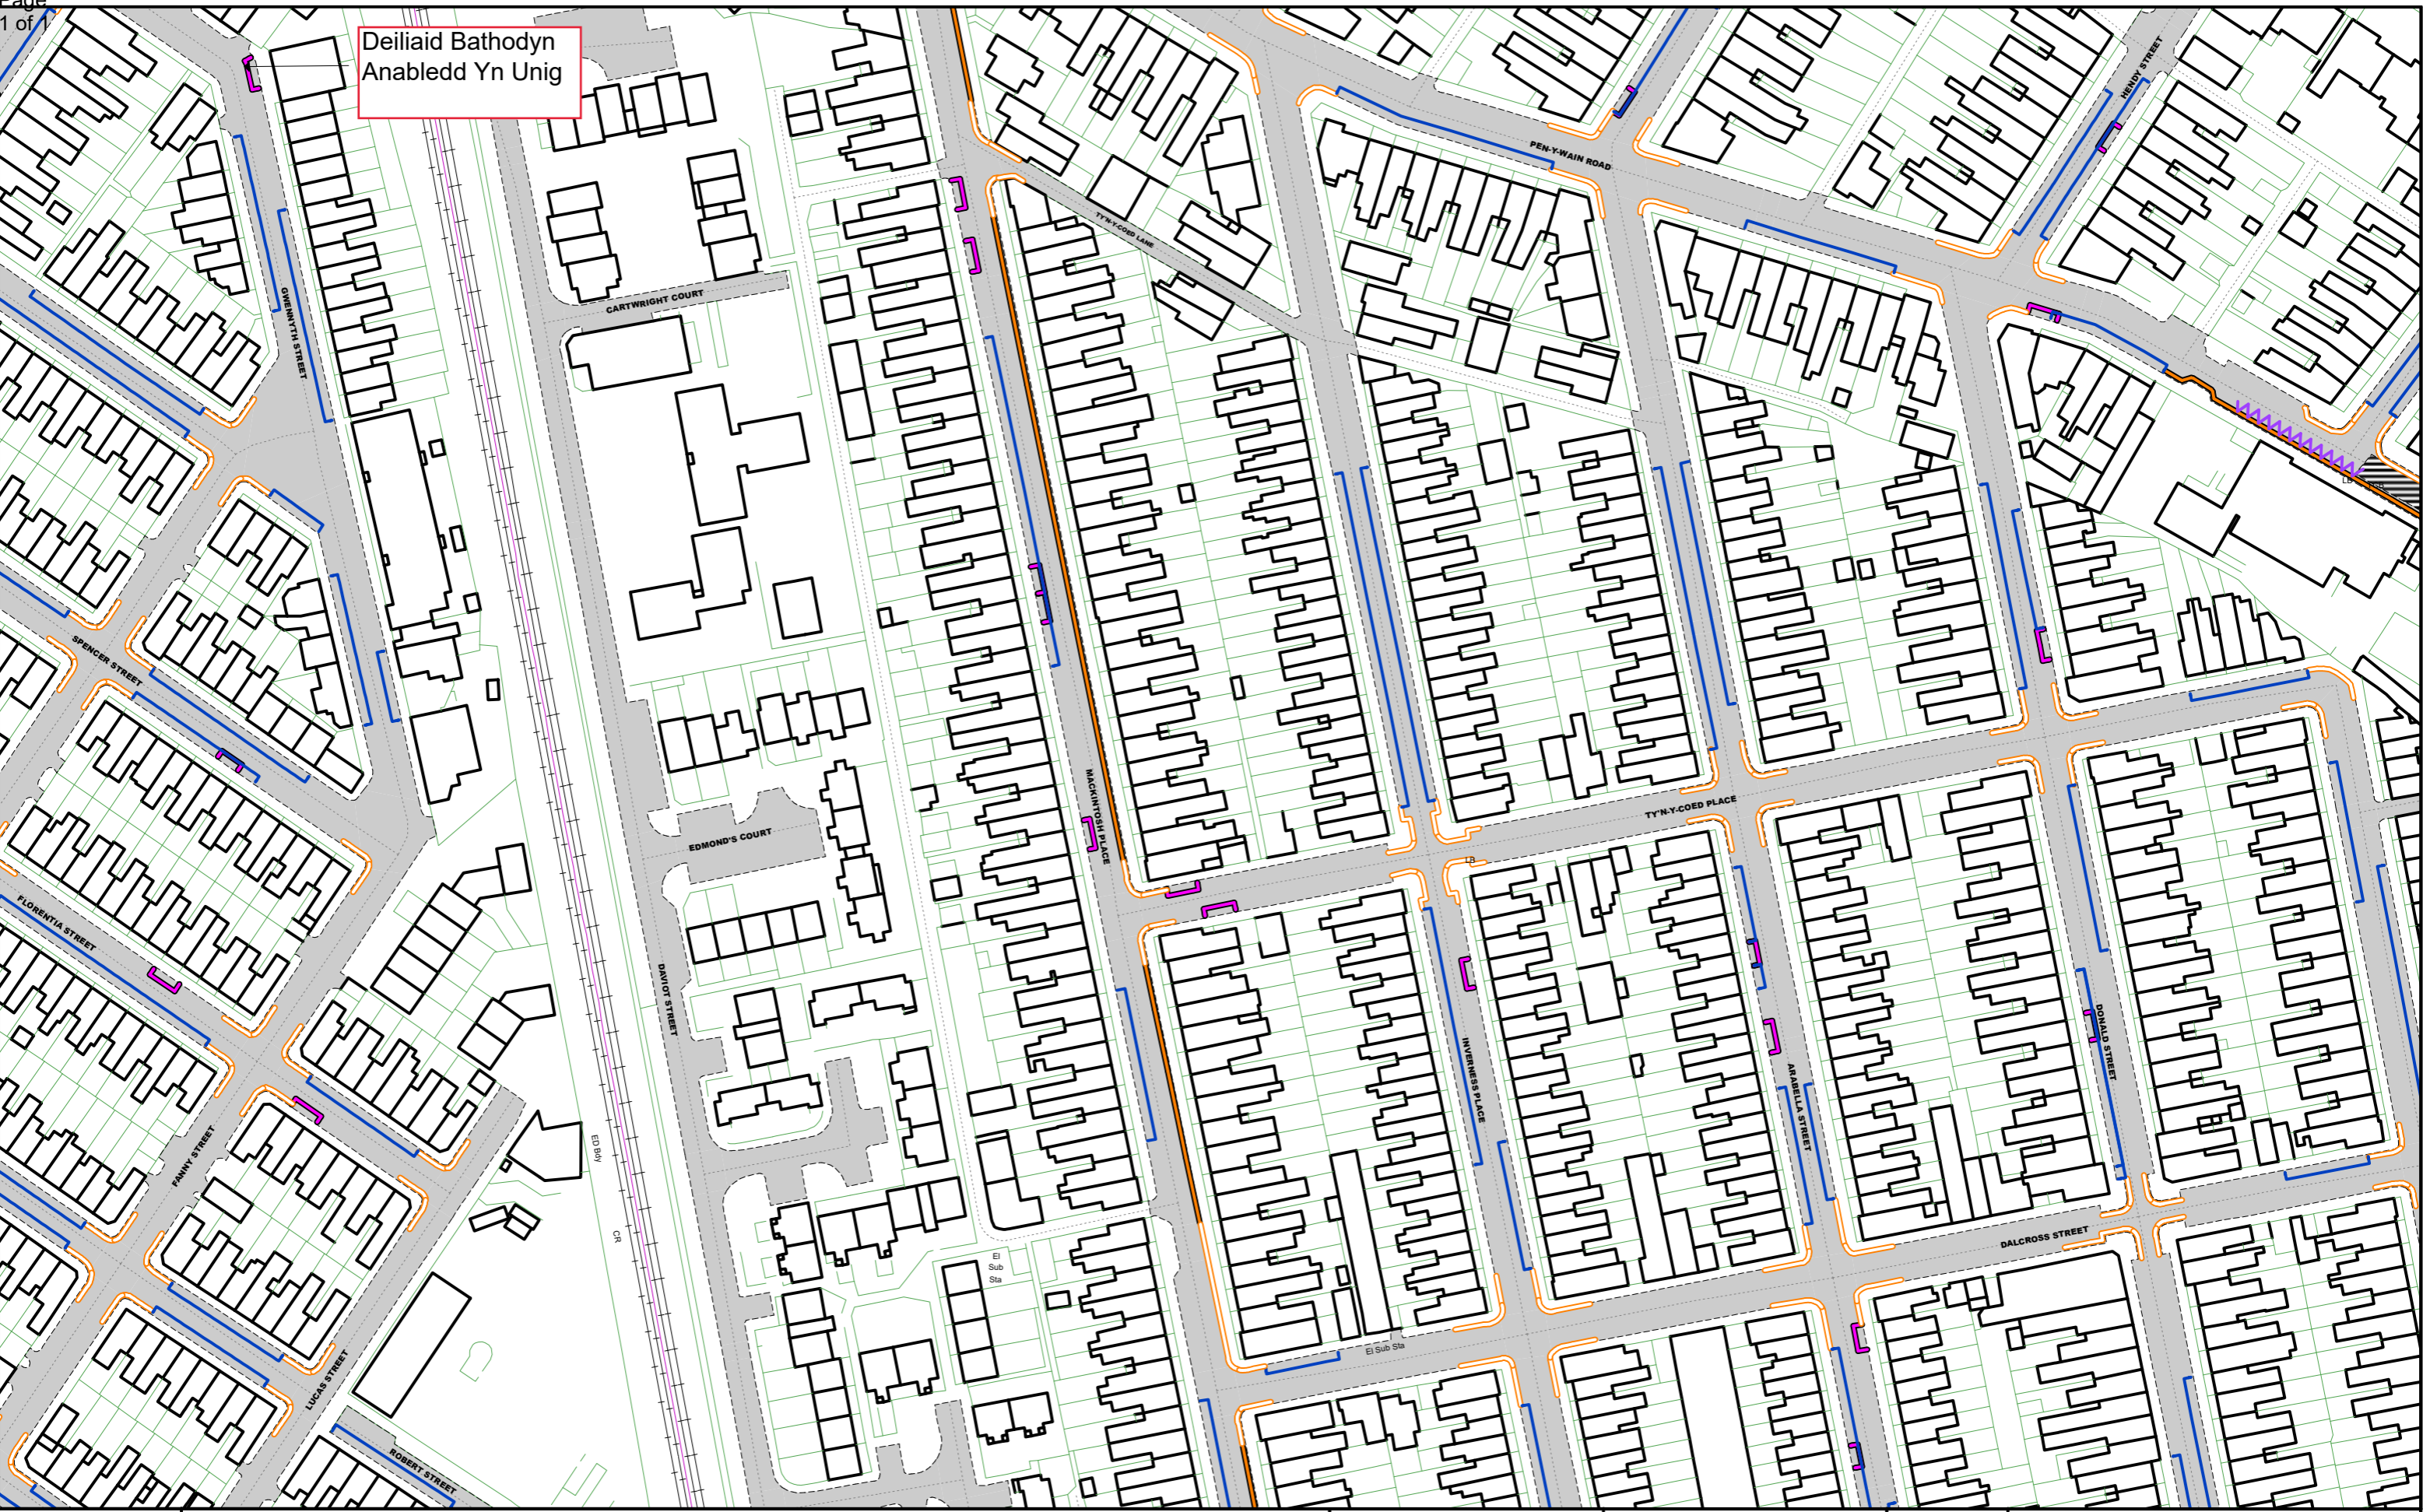 Page
1 of 1
Deiliaid Bathodyn
Anabledd Yn Unig
HENDY STREET
PEN-Y-WAIN ROAD
TY'N-Y-COED LANE
CARTWRIGHT COURT
GWENNYTH STREET
LB
SPENCER STREET
MACKINTOSH PLACE
TY'N-Y-COED PLACE
EDMOND'S COURT
LB
FLORENTIA STREET
DAVIOT STREET
INVERNESS PLACE
ARABELLA STREET
DONALD STREET
FANNY STREET
ED Bdy
CR
DALCROSS STREET
El
Sub
Sta
El Sub Sta
LUCAS STREET
ROBERT STREET